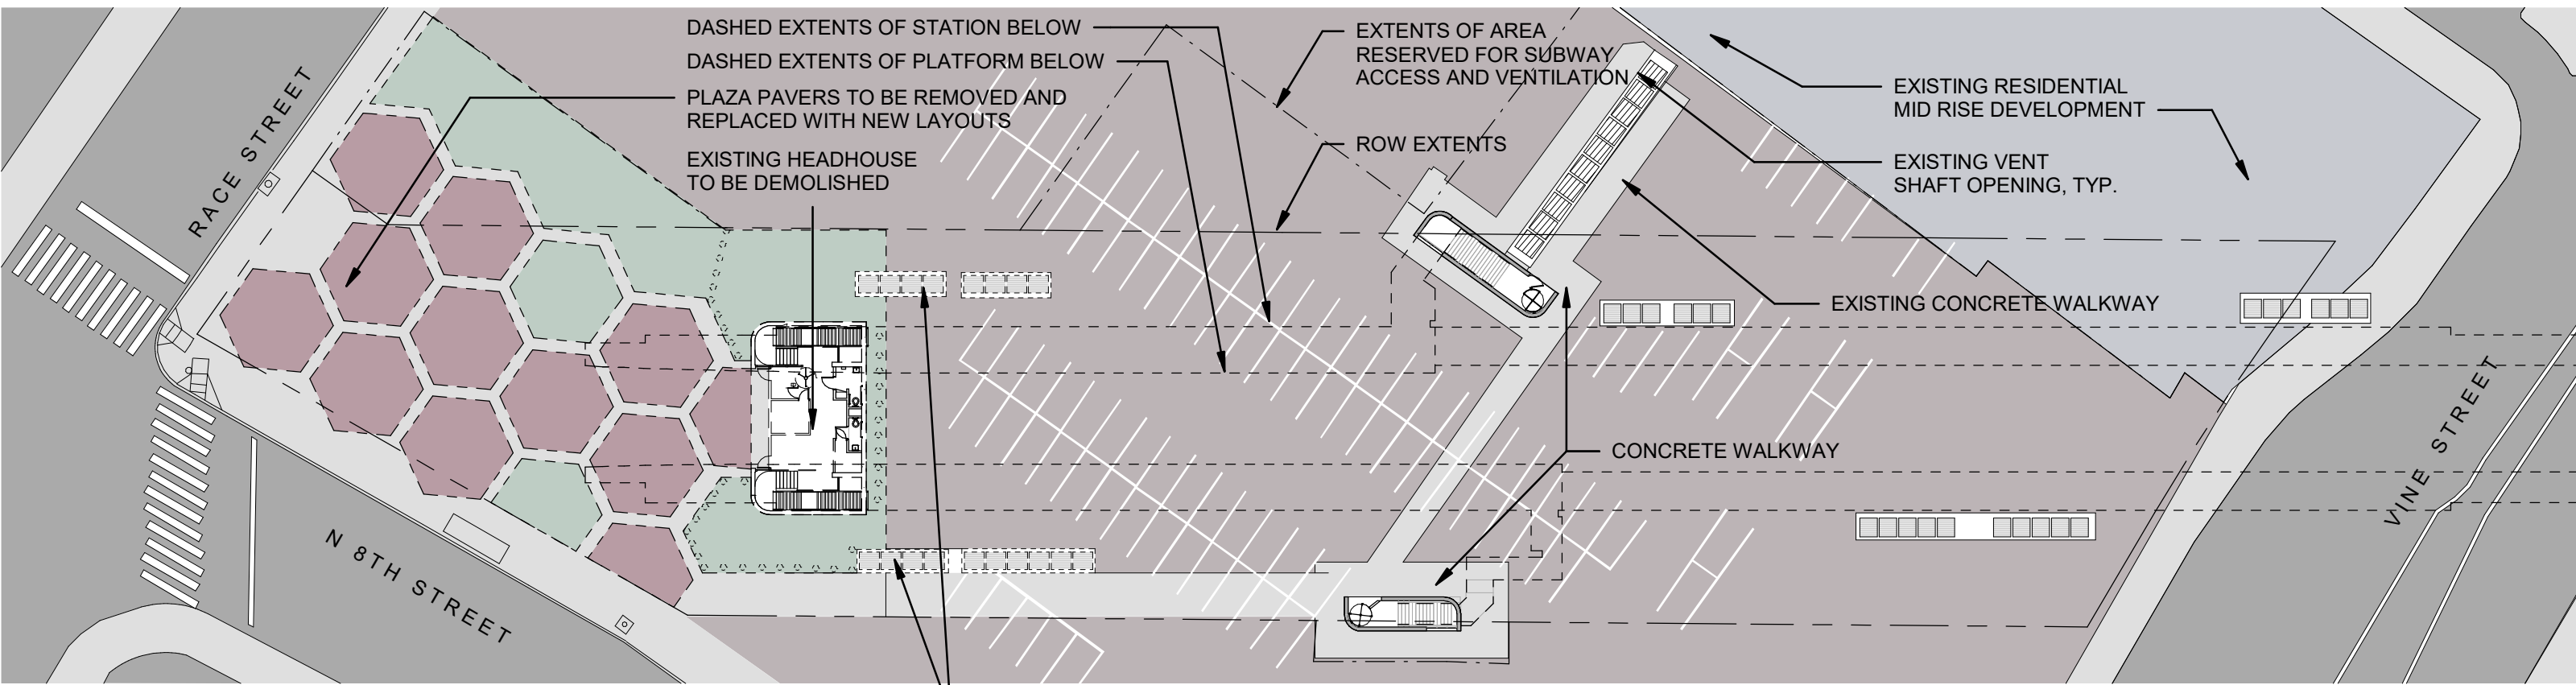 DASHED EXTENTS OF STATION BELOW
DASHED EXTENTS OF PLATFORM BELOW
PLAZA PAVERS TO BE REMOVED AND
REPLACED WITH NEW LAYOUTS
EXISTING HEADHOUSE
TO BE DEMOLISHED
EXTENTS OF AREA
RESERVED FOR SUBWAY
ACCESS AND VENTILATION
ROW EXTENTS
EXISTING RESIDENTIAL
MID RISE DEVELOPMENT
EXISTING VENT
SHAFT OPENING, TYP.
EXISTING CONCRETE WALKWAY
CONCRETE WALKWAY
RACE STREET
N 8TH STREET
VINE STREET